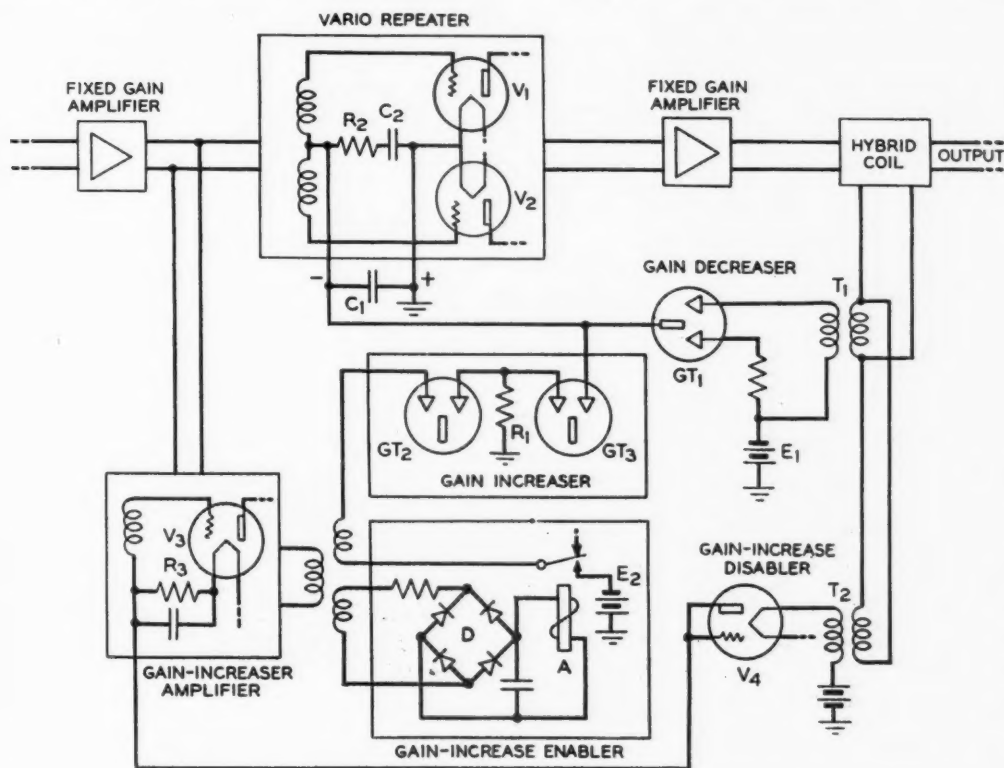 VARIO REPEATER
FIXED GAIN
AMPLIFIER
R2
C2
V1
V2
FIXED GAIN
AMPLIFIER
HYBRID
COIL
OUTPUT
-
+
C1
GAIN DECREASER
T1
GT1
E1
GT2
R1
GT3
GAIN INCREASER
V3
R3
GAIN-INCREASER
AMPLIFIER
E2
D
A
GAIN-INCREASE ENABLER
GAIN-INCREASE
DISABLER
T2
V4